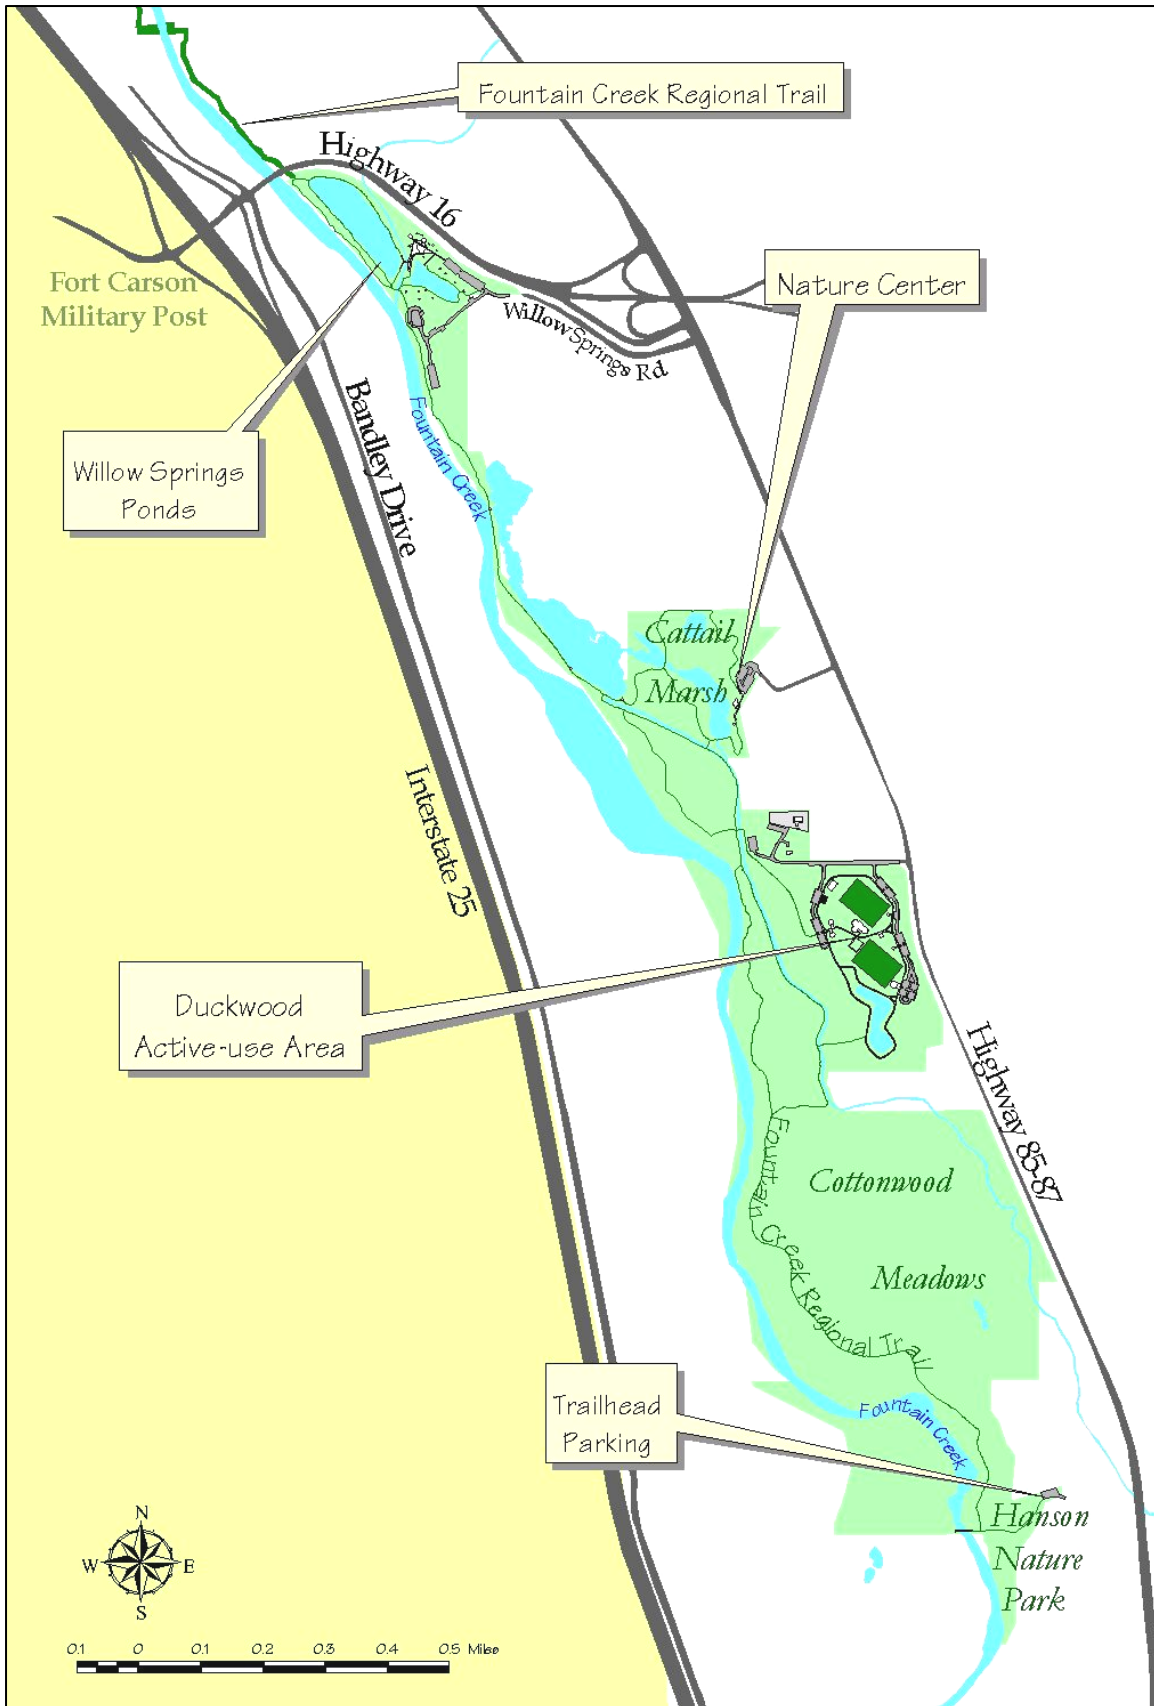 Fountain Creek Regional Trail
Highway 16
Nature Center
Fort Carson
Military Post
Willow Springs Rd
Bandley Drive
Fountain Creek
Willow Springs
Ponds
Cattail
Marsh
Interstate 25
Duckwood
Active-use Area
Highway 85-87
Fountain Creek Regional Trail
Cottonwood
Meadows
Trailhead
Parking
Fountain Creek
Hanson
Nature
Park
N
W E
S
0.1 0 0.1 0.2 0.3 0.4 0.5 Miles